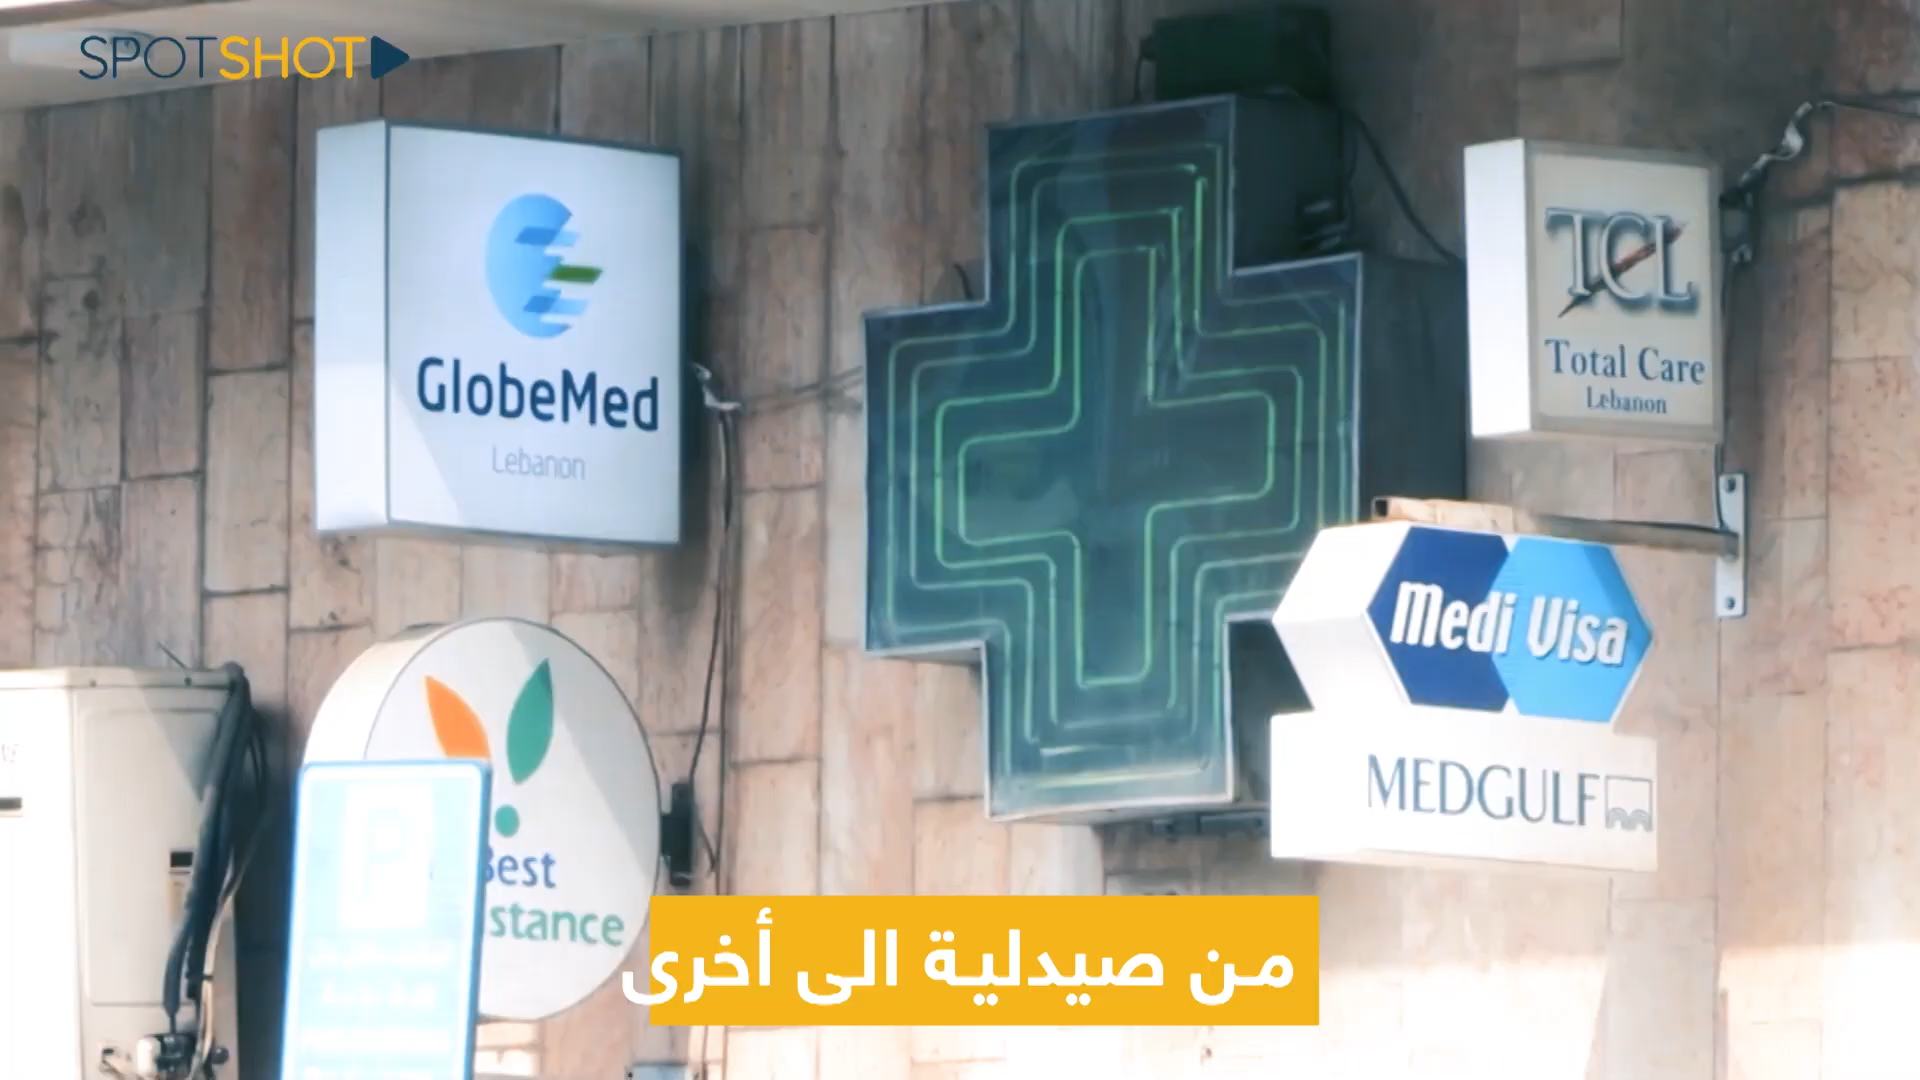 SPOTSHOT
GlobeMed
Lebanon
TCL
Total Care
Lebanon
Medi Visa
MEDGULF
P
Best
stance
من صيدلية الى أخرى